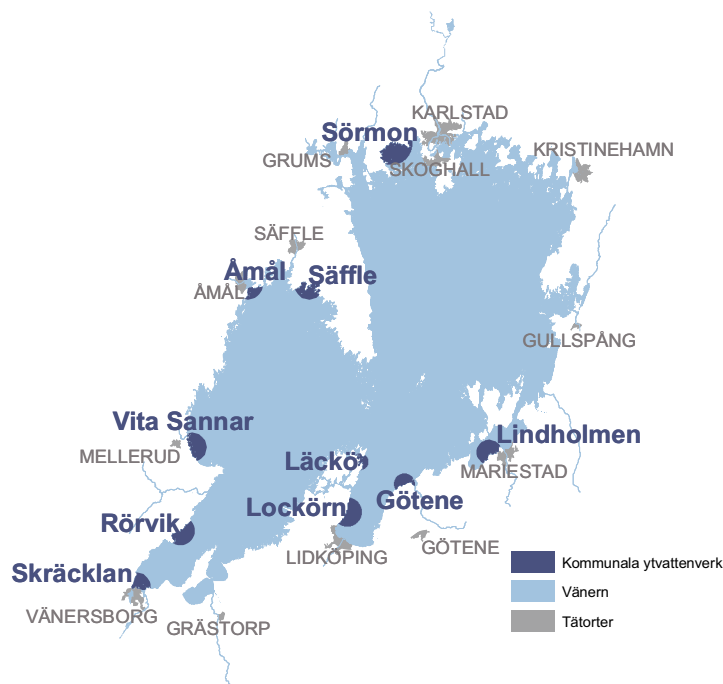 KARLSTAD
Sörmon
KRISTINEHAMN
GRUMS
SKOGHALL
SÄFFLE
Åmål
Säffle
ÅMÅL
GULLSPÅNG
Vita Sannar
Lindholmen
MELLERUD
Läckö
MARIESTAD
Götene
Lockörn
Rörvik
GÖTENE
LIDKÖPING
Kommunala ytvattenverk
Skräcklan
Vänern
VÄNERSBORG
Tätorter
GRÄSTORP